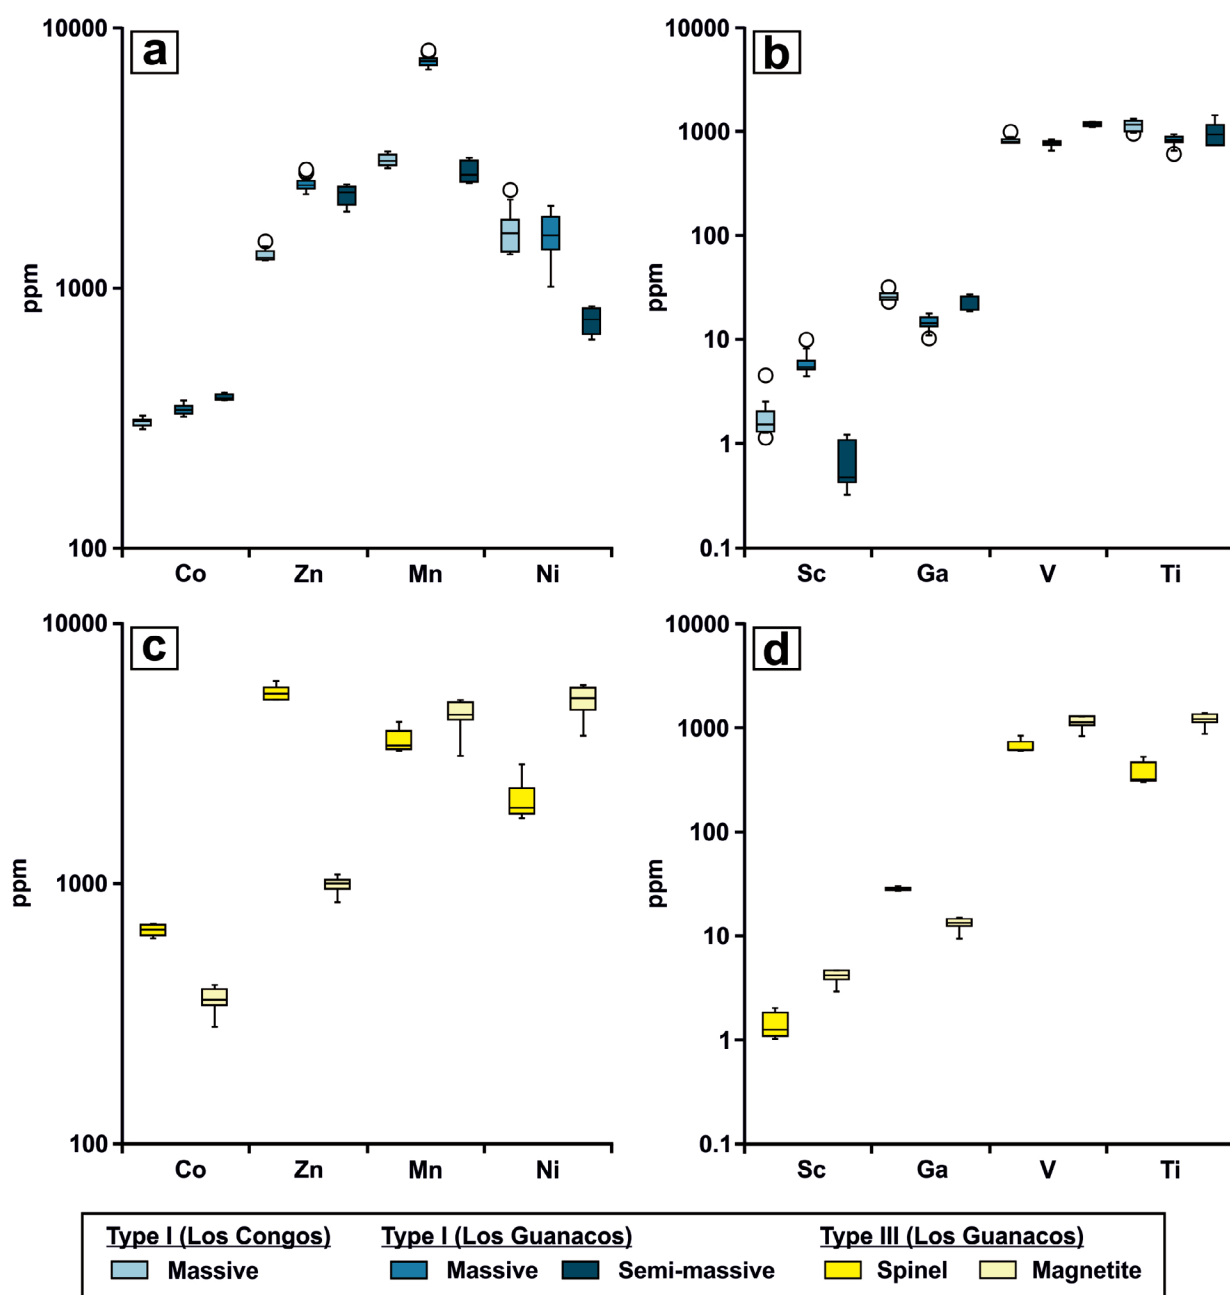 a
10000
1000
100
ppm
Co Zn Mn Ni
b
10000
1000
100
10
1
0.1
ppm
Sc Ga V Ti
c
10000
1000
100
ppm
Co Zn Mn Ni
d
10000
1000
100
10
1
0.1
ppm
Sc Ga V Ti
Type I (Los Congos) Type I (Los Guanacos) Type III (Los Guanacos)
Massive Massive Semi-massive Spinel Magnetite